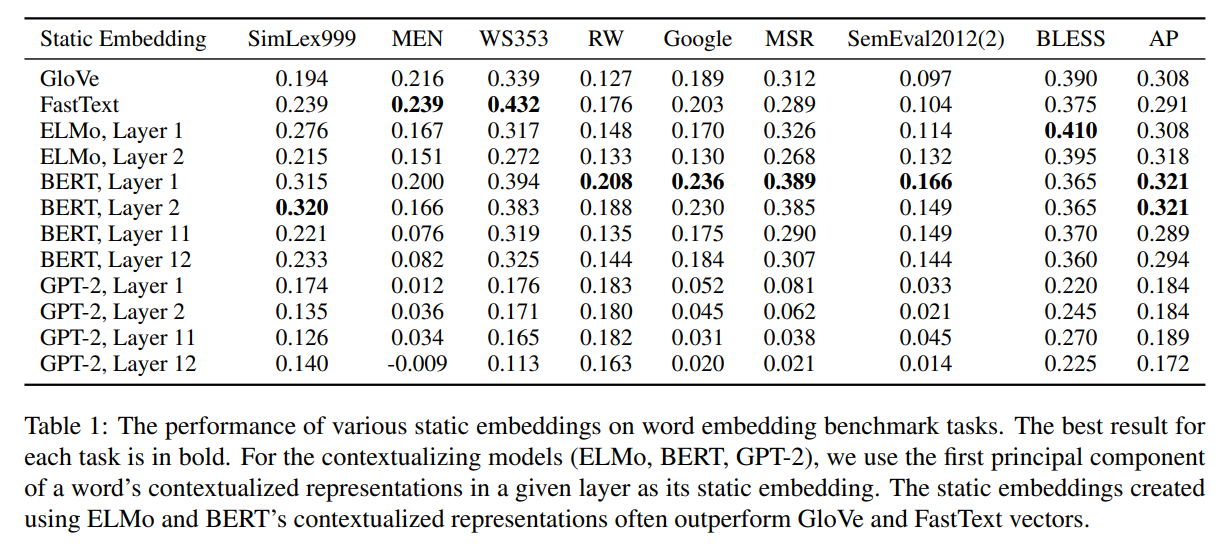 Static Embedding SimLex999 MEN WS353 RW Google MSR SemEval2012(2) BLESS AP
GloVe 0.194 0.216 0.339 0.127 0.189 0.312 0.097 0.390 0.308
FastText 0.239 0.239 0.432 0.176 0.203 0.289 0.104 0.375 0.291
ELMo, Layer 1 0.276 0.167 0.317 0.148 0.170 0.326 0.114 0.410 0.308
ELMo, Layer 2 0.215 0.151 0.272 0.133 0.130 0.268 0.132 0.395 0.318
BERT, Layer 1 0.315 0.200 0.394 0.208 0.236 0.389 0.166 0.365 0.321
BERT, Layer 2 0.320 0.166 0.383 0.188 0.230 0.385 0.149 0.365 0.321
BERT, Layer 11 0.221 0.076 0.319 0.135 0.175 0.290 0.149 0.370 0.289
BERT, Layer 12 0.233 0.082 0.325 0.144 0.184 0.307 0.144 0.360 0.294
GPT-2, Layer 1 0.174 0.012 0.176 0.183 0.052 0.081 0.033 0.220 0.184
GPT-2, Layer 2 0.135 0.036 0.171 0.180 0.045 0.062 0.021 0.245 0.184
GPT-2, Layer 11 0.126 0.034 0.165 0.182 0.031 0.038 0.045 0.270 0.189
GPT-2, Layer 12 0.140 -0.009 0.113 0.163 0.020 0.021 0.014 0.225 0.172
Table 1: The performance of various static embeddings on word embedding benchmark tasks. The best result for
each task is in bold. For the contextualizing models (ELMo, BERT, GPT-2), we use the first principal component
of a word's contextualized representations in a given layer as its static embedding. The static embeddings created
using ELMo and BERT's contextualized representations often outperform GloVe and FastText vectors.